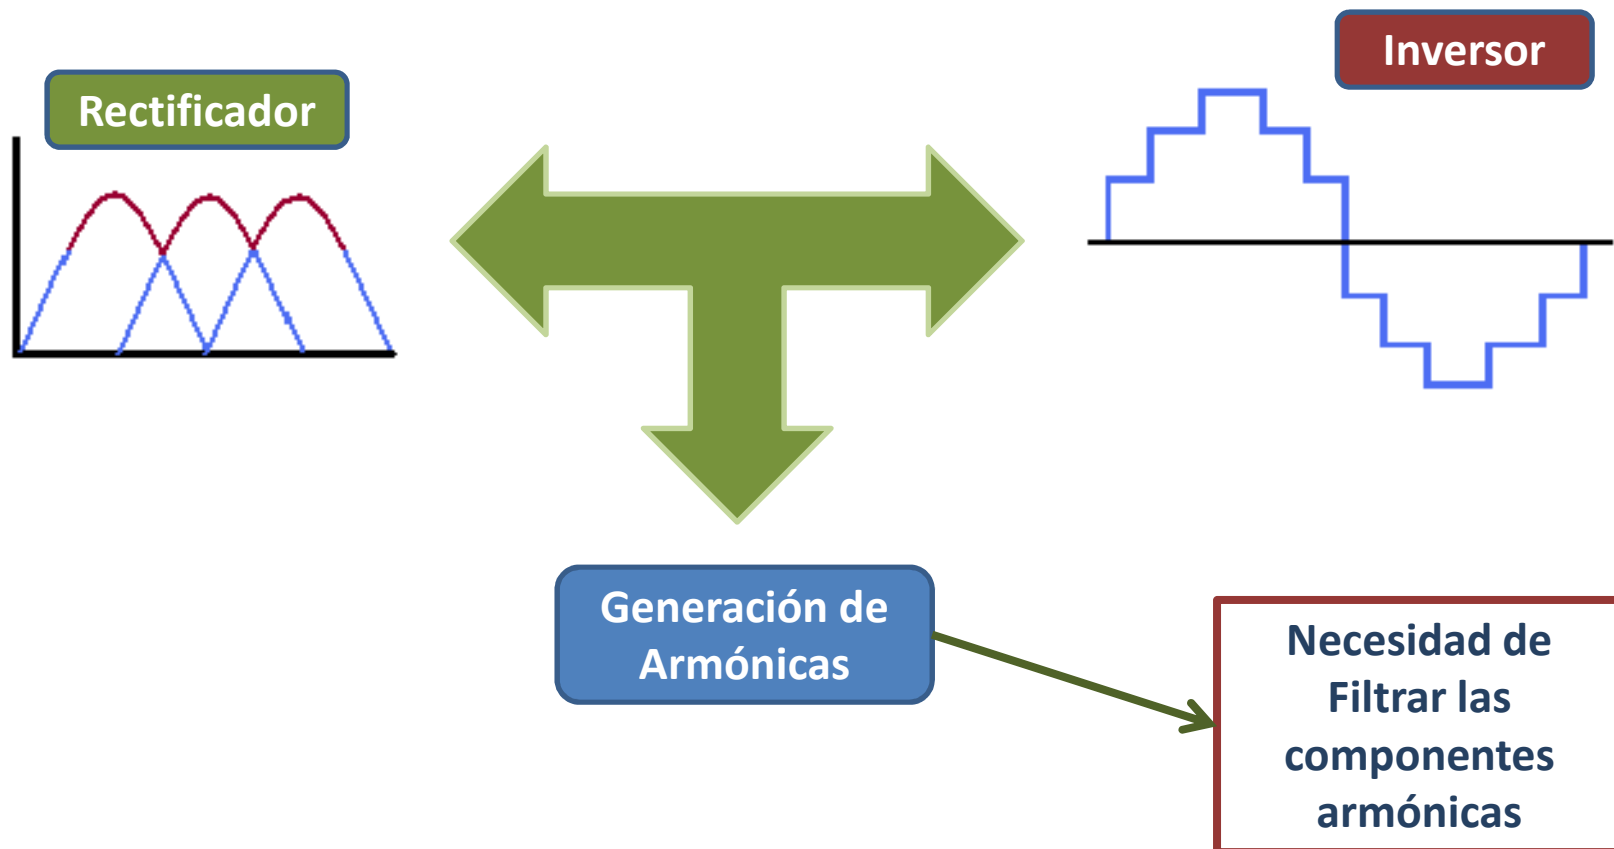 Rectificador
Inversor
Generación de
Armónicas
Necesidad de
Filtrar las
componentes
armónicas